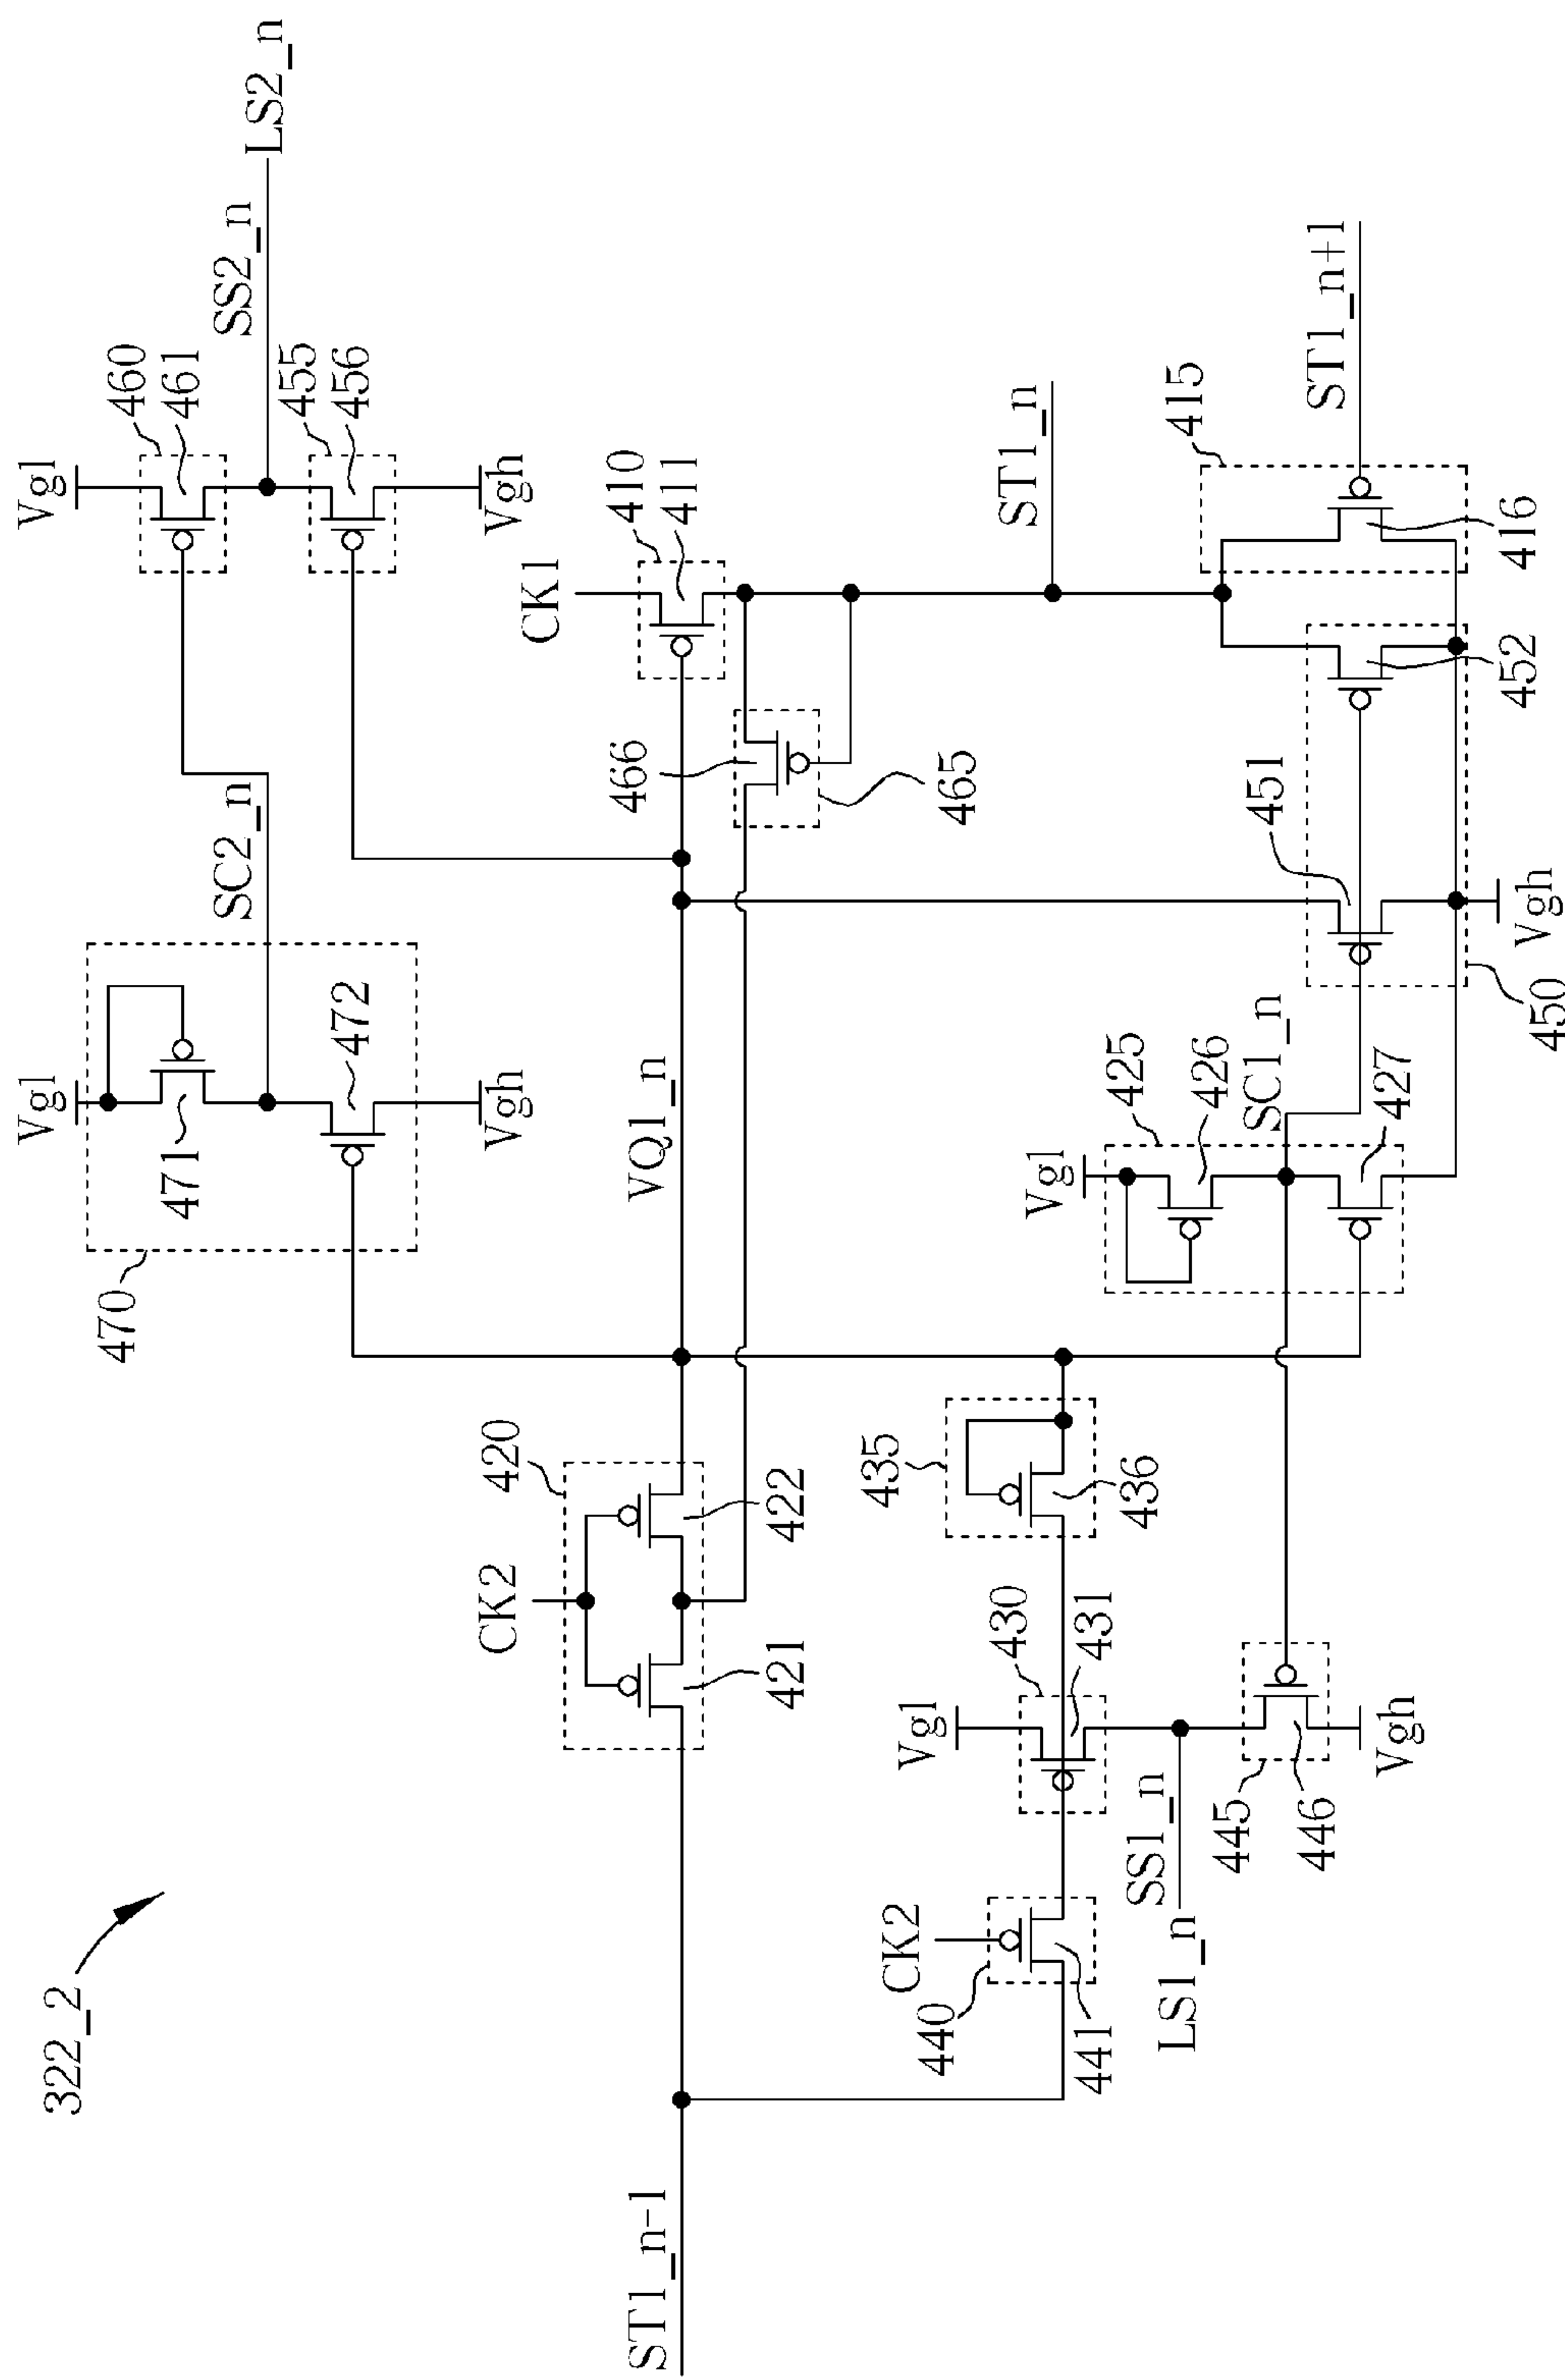 322_2
Vgl
460
461
SS2_n
LS2_n
455
456
Vgh
Vgl
471
SC2_n
472
470
Vgh
CK1
410
411
CK2
420
421
422
VQ1_n
466
465
ST1_n-1
ST1_n
435
436
430
431
Vgl
CK2
440
441
SS1_n
LS1_n
445
446
Vgh
Vgl
425
426
SC1_n
427
451
452
450
Vgh
415
416
ST1_n+1